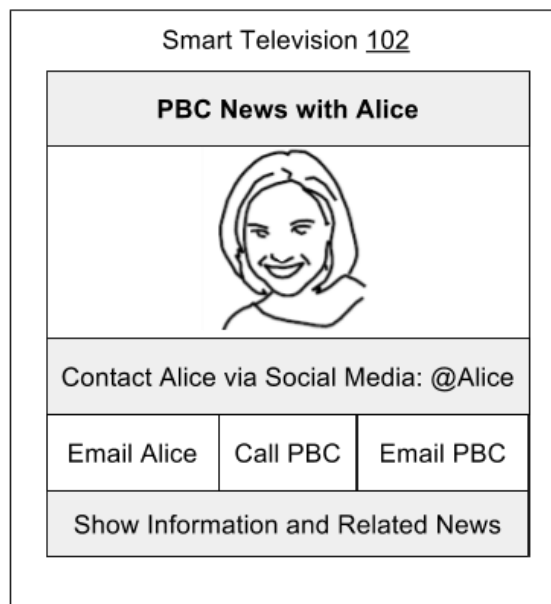 Smart Television 102
PBC News with Alice
Contact Alice via Social Media: @Alice
Email Alice
Call PBC
Email PBC
Show Information and Related News